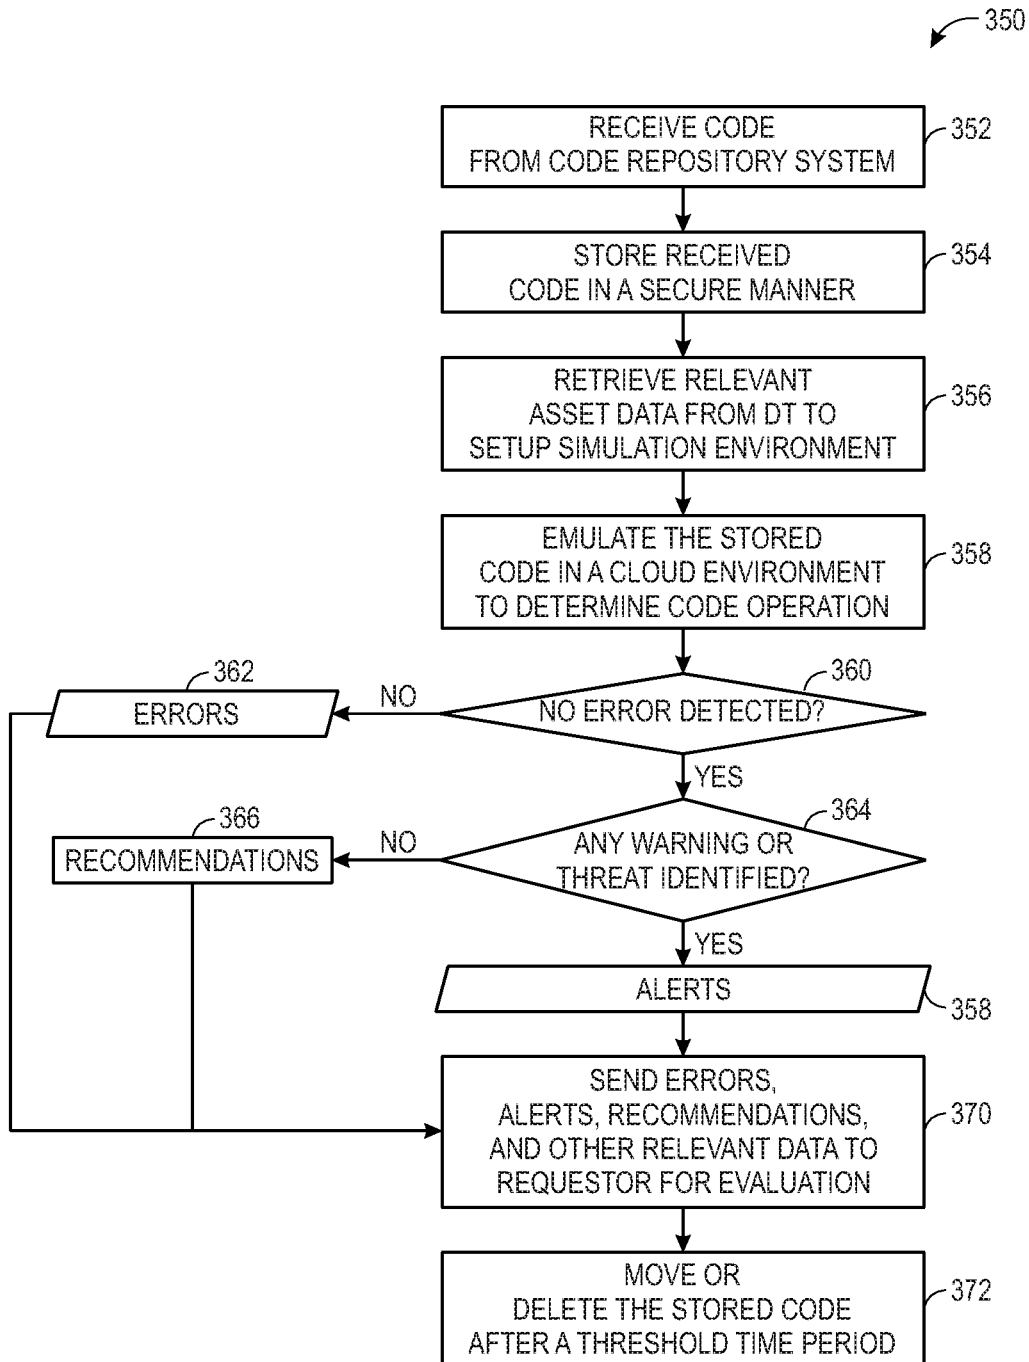 350
RECEIVE CODE
FROM CODE REPOSITORY SYSTEM
352
STORE RECEIVED
CODE IN A SECURE MANNER
354
RETRIEVE RELEVANT
ASSET DATA FROM DT TO
SETUP SIMULATION ENVIRONMENT
356
EMULATE THE STORED
CODE IN A CLOUD ENVIRONMENT
TO DETERMINE CODE OPERATION
358
NO ERROR DETECTED?
360
NO
ERRORS
362
YES
ANY WARNING OR
THREAT IDENTIFIED?
364
NO
RECOMMENDATIONS
366
YES
ALERTS
358
SEND ERRORS,
ALERTS, RECOMMENDATIONS,
AND OTHER RELEVANT DATA TO
REQUESTOR FOR EVALUATION
370
MOVE OR
DELETE THE STORED CODE
AFTER A THRESHOLD TIME PERIOD
372